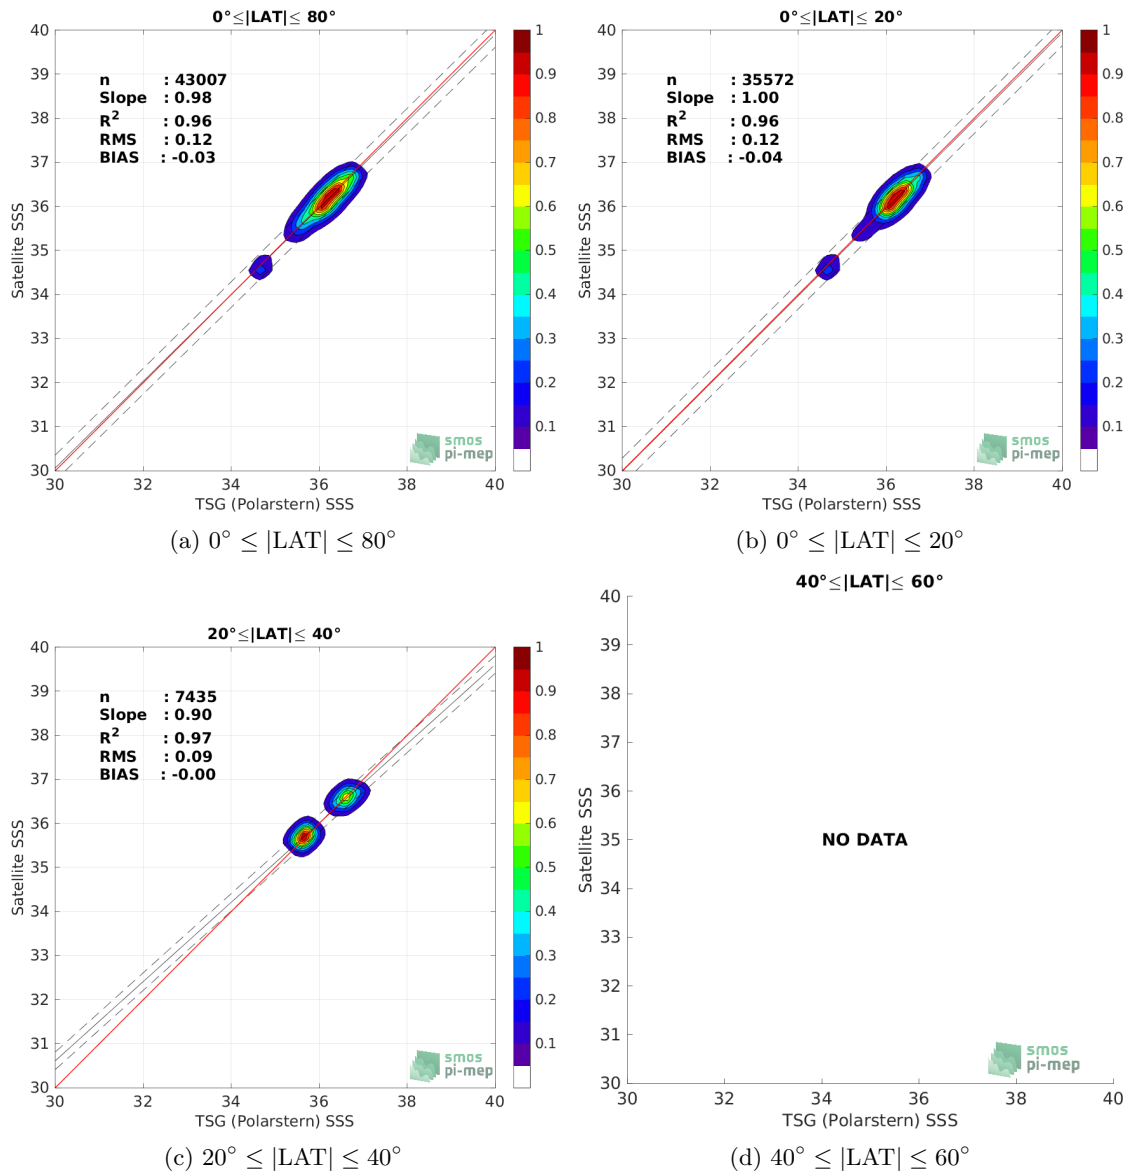 0°≤|LAT|≤ 80°
40
39
38
37
36
35
34
33
32
31
30
Satellite SSS
n : 43007
Slope : 0.98
R² : 0.96
RMS : 0.12
BIAS : -0.03
smos
pi-mep
30 32 34 36 38 40
TSG (Polarstern) SSS
1
0.9
0.8
0.7
0.6
0.5
0.4
0.3
0.2
0.1
(a) 0° ≤ |LAT| ≤ 80°
0°≤|LAT|≤ 20°
40
39
38
37
36
35
34
33
32
31
30
Satellite SSS
n : 35572
Slope : 1.00
R² : 0.96
RMS : 0.12
BIAS : -0.04
smos
pi-mep
30 32 34 36 38 40
TSG (Polarstern) SSS
1
0.9
0.8
0.7
0.6
0.5
0.4
0.3
0.2
0.1
(b) 0° ≤ |LAT| ≤ 20°
20°≤|LAT|≤ 40°
40
39
38
37
36
35
34
33
32
31
30
Satellite SSS
n : 7435
Slope : 0.90
R² : 0.97
RMS : 0.09
BIAS : -0.00
smos
pi-mep
30 32 34 36 38 40
TSG (Polarstern) SSS
1
0.9
0.8
0.7
0.6
0.5
0.4
0.3
0.2
0.1
(c) 20° ≤ |LAT| ≤ 40°
40°≤|LAT|≤ 60°
40
39
38
37
36
35
34
33
32
31
30
Satellite SSS
NO DATA
smos
pi-mep
30 32 34 36 38 40
TSG (Polarstern) SSS
(d) 40° ≤ |LAT| ≤ 60°